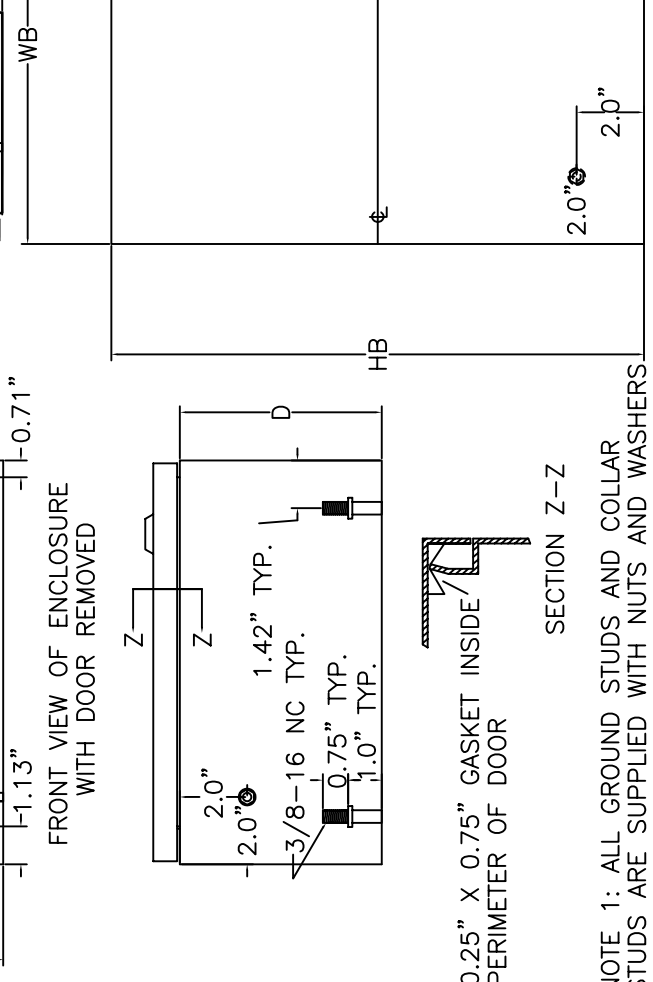 WB
2.0"
2.0"
℄
HB
0.71"
1.13"
FRONT VIEW OF ENCLOSURE
WITH DOOR REMOVED
D
Z
Z
1.42" TYP.
2.0"
2.0"
3/8-16 NC TYP.
0.75" TYP.
1.0" TYP.
0.25" X 0.75" GASKET INSIDE
PERIMETER OF DOOR
SECTION Z-Z
NOTE 1: ALL GROUND STUDS AND COLLAR
STUDS ARE SUPPLIED WITH NUTS AND WASHERS